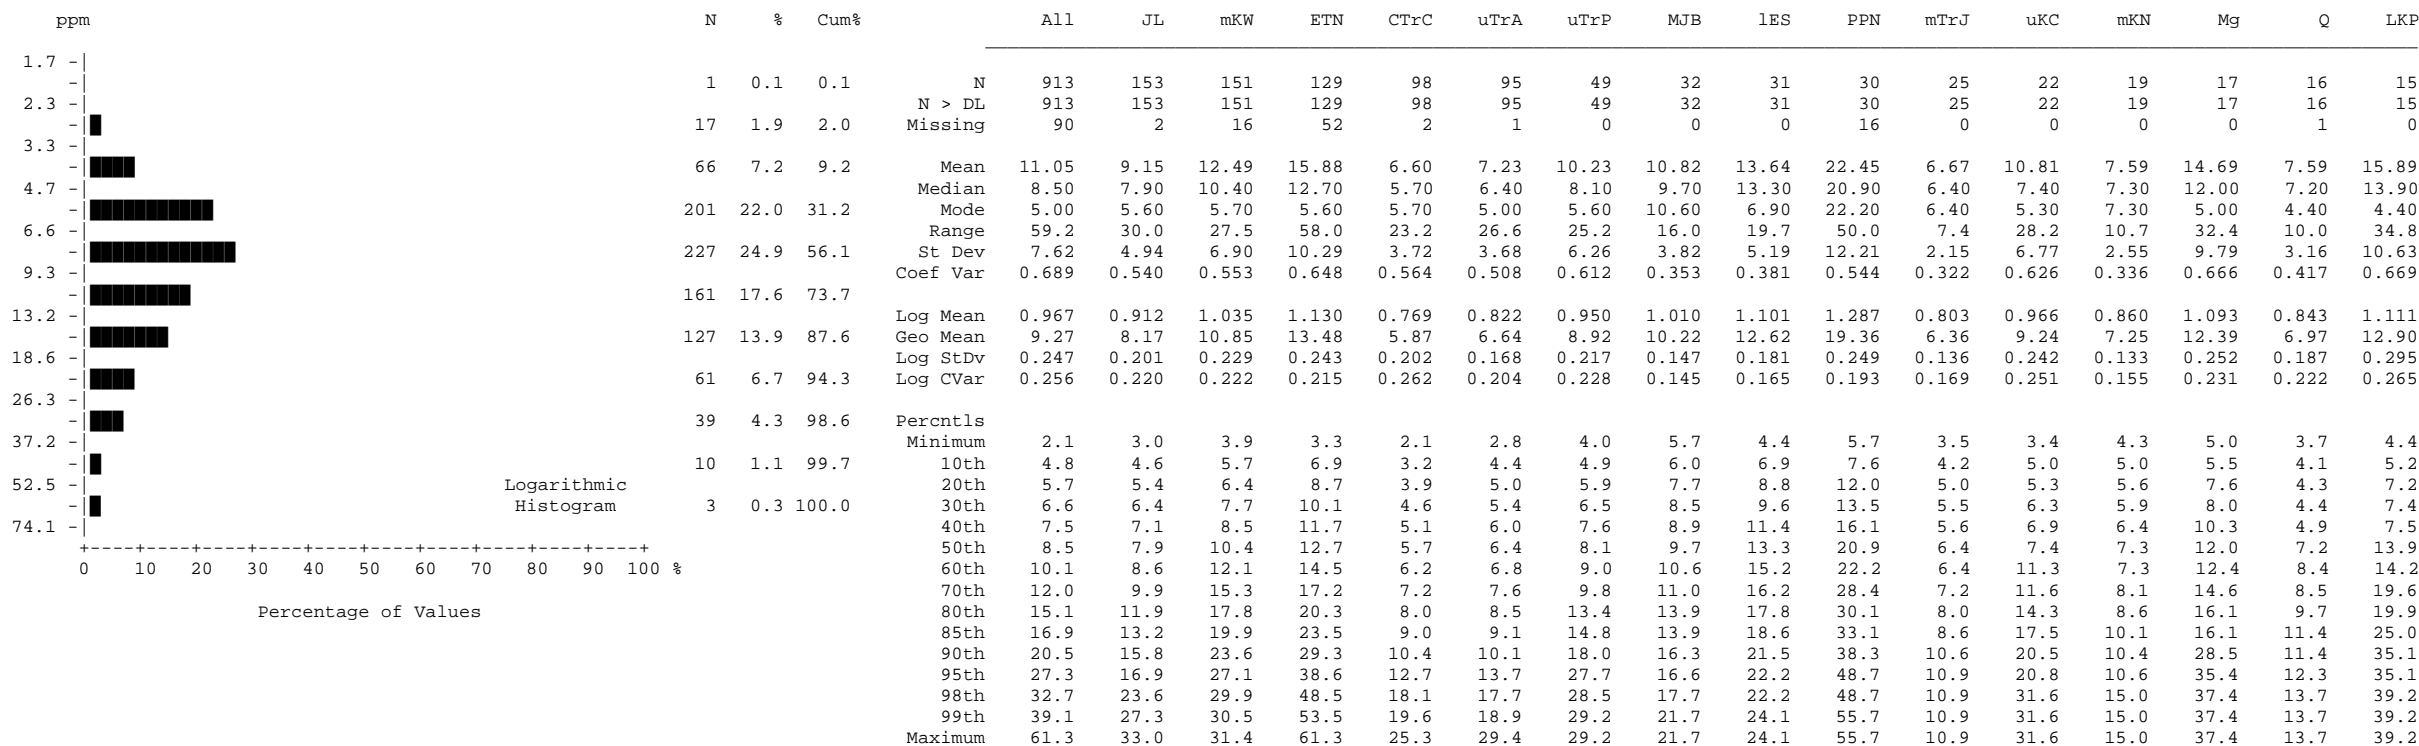 ppm N % Cum% All JL mKW ETN CTrC uTrA uTrP MJB lES PPN mTrJ uKC mKN Mg Q LKP
1.7 -|
-| 1 0.1 0.1 N 913 153 151 129 98 95 49 32 31 30 25 22 19 17 16 15
2.3 -| N > DL 913 153 151 129 98 95 49 32 31 30 25 22 19 17 16 15
-| 17 1.9 2.0 Missing 90 2 16 52 2 1 0 0 0 16 0 0 0 0 1 0
3.3 -|
-| 66 7.2 9.2 Mean 11.05 9.15 12.49 15.88 6.60 7.23 10.23 10.82 13.64 22.45 6.67 10.81 7.59 14.69 7.59 15.89
4.7 -| Median 8.50 7.90 10.40 12.70 5.70 6.40 8.10 9.70 13.30 20.90 6.40 7.40 7.30 12.00 7.20 13.90
-| 201 22.0 31.2 Mode 5.00 5.60 5.70 5.60 5.70 5.00 5.60 10.60 6.90 22.20 6.40 5.30 7.30 5.00 4.40 4.40
6.6 -| Range 59.2 30.0 27.5 58.0 23.2 26.6 25.2 16.0 19.7 50.0 7.4 28.2 10.7 32.4 10.0 34.8
-| 227 24.9 56.1 St Dev 7.62 4.94 6.90 10.29 3.72 3.68 6.26 3.82 5.19 12.21 2.15 6.77 2.55 9.79 3.16 10.63
9.3 -| Coef Var 0.689 0.540 0.553 0.648 0.564 0.508 0.612 0.353 0.381 0.544 0.322 0.626 0.336 0.666 0.417 0.669
-| 161 17.6 73.7
13.2 -| Log Mean 0.967 0.912 1.035 1.130 0.769 0.822 0.950 1.010 1.101 1.287 0.803 0.966 0.860 1.093 0.843 1.111
-| 127 13.9 87.6 Geo Mean 9.27 8.17 10.85 13.48 5.87 6.64 8.92 10.22 12.62 19.36 6.36 9.24 7.25 12.39 6.97 12.90
18.6 -| Log StDv 0.247 0.201 0.229 0.243 0.202 0.168 0.217 0.147 0.181 0.249 0.136 0.242 0.133 0.252 0.187 0.295
-| 61 6.7 94.3 Log CVar 0.256 0.220 0.222 0.215 0.262 0.204 0.228 0.145 0.165 0.193 0.169 0.251 0.155 0.231 0.222 0.265
26.3 -|
-| 39 4.3 98.6 Percntls
37.2 -| Minimum 2.1 3.0 3.9 3.3 2.1 2.8 4.0 5.7 4.4 5.7 3.5 3.4 4.3 5.0 3.7 4.4
-| 10 1.1 99.7 10th 4.8 4.6 5.7 6.9 3.2 4.4 4.9 6.0 6.9 7.6 4.2 5.0 5.0 5.5 4.1 5.2
52.5 -| Logarithmic 20th 5.7 5.4 6.4 8.7 3.9 5.0 5.9 7.7 8.8 12.0 5.0 5.3 5.6 7.6 4.3 7.2
-| Histogram 3 0.3 100.0 30th 6.6 6.4 7.7 10.1 4.6 5.4 6.5 8.5 9.6 13.5 5.5 6.3 5.9 8.0 4.4 7.4
74.1 -| 40th 7.5 7.1 8.5 11.7 5.1 6.0 7.6 8.9 11.4 16.1 5.6 6.9 6.4 10.3 4.9 7.5
+----+----+----+----+----+----+----+----+----+----+ 50th 8.5 7.9 10.4 12.7 5.7 6.4 8.1 9.7 13.3 20.9 6.4 7.4 7.3 12.0 7.2 13.9
0 10 20 30 40 50 60 70 80 90 100 % 60th 10.1 8.6 12.1 14.5 6.2 6.8 9.0 10.6 15.2 22.2 6.4 11.3 7.3 12.4 8.4 14.2
70th 12.0 9.9 15.3 17.2 7.2 7.6 9.8 11.0 16.2 28.4 7.2 11.6 8.1 14.6 8.5 19.6
Percentage of Values 80th 15.1 11.9 17.8 20.3 8.0 8.5 13.4 13.9 17.8 30.1 8.0 14.3 8.6 16.1 9.7 19.9
85th 16.9 13.2 19.9 23.5 9.0 9.1 14.8 13.9 18.6 33.1 8.6 17.5 10.1 16.1 11.4 25.0
90th 20.5 15.8 23.6 29.3 10.4 10.1 18.0 16.3 21.5 38.3 10.6 20.5 10.4 28.5 11.4 35.1
95th 27.3 16.9 27.1 38.6 12.7 13.7 27.7 16.6 22.2 48.7 10.9 20.8 10.6 35.4 12.3 35.1
98th 32.7 23.6 29.9 48.5 18.1 17.7 28.5 17.7 22.2 48.7 10.9 31.6 15.0 37.4 13.7 39.2
99th 39.1 27.3 30.5 53.5 19.6 18.9 29.2 21.7 24.1 55.7 10.9 31.6 15.0 37.4 13.7 39.2
Maximum 61.3 33.0 31.4 61.3 25.3 29.4 29.2 21.7 24.1 55.7 10.9 31.6 15.0 37.4 13.7 39.2